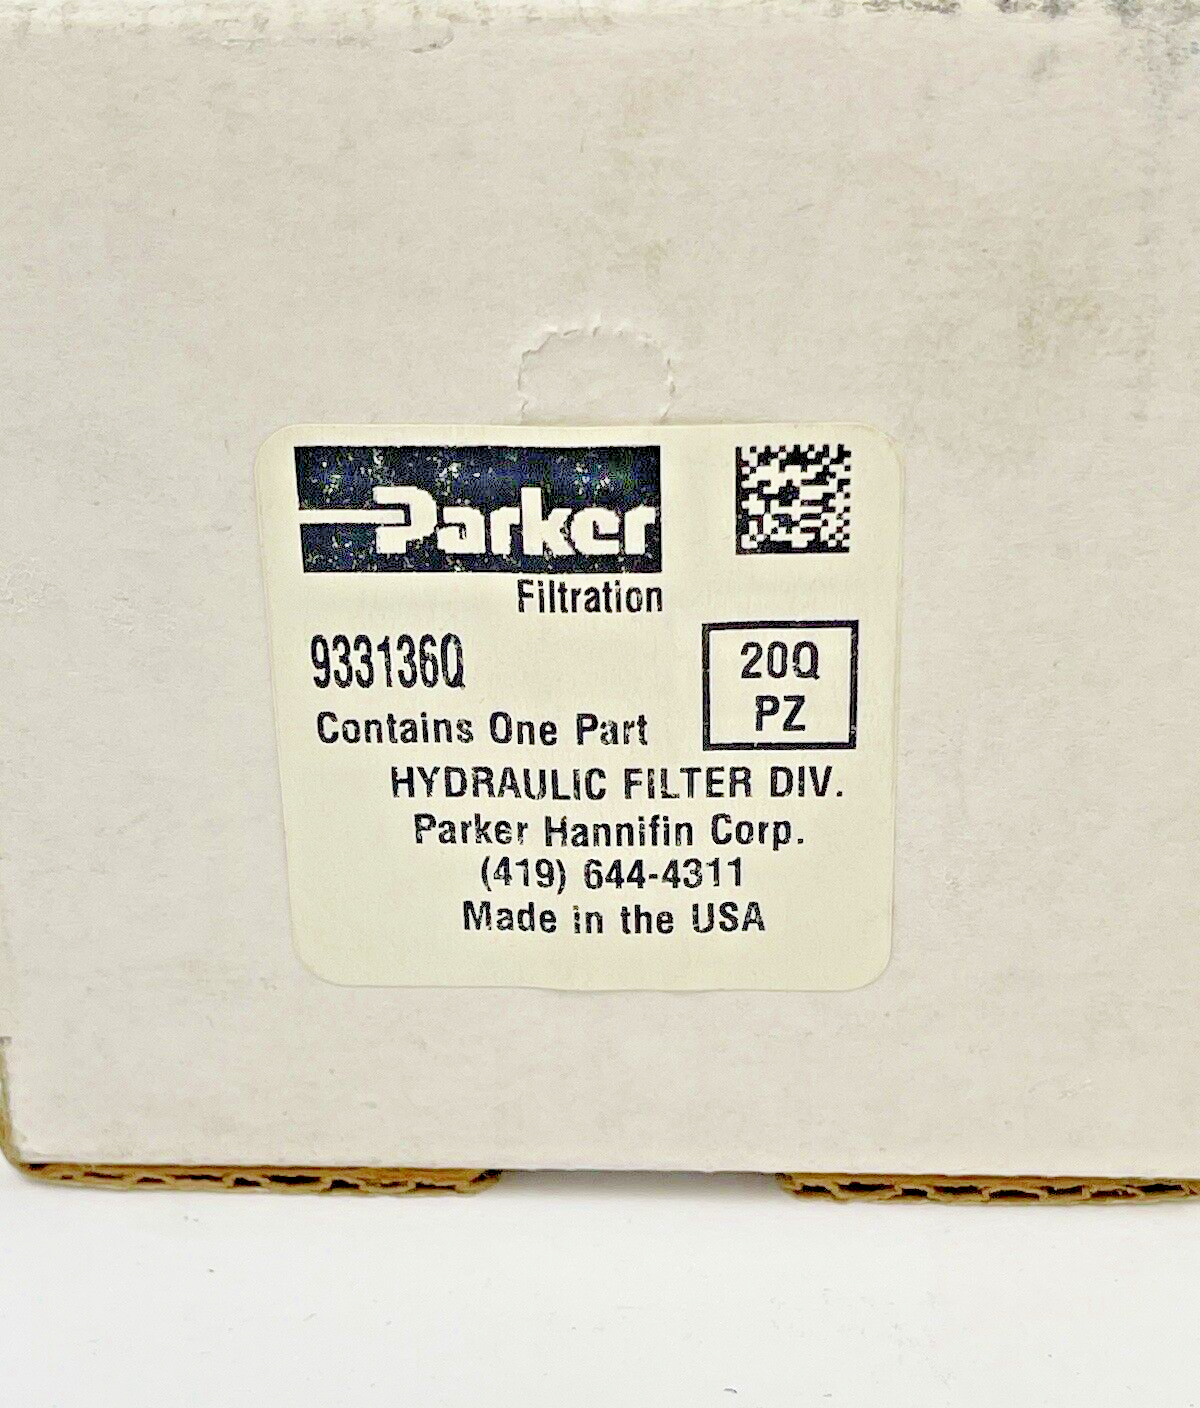 Parker
Filtration
933136Q
Contains One Part
20Q
PZ
HYDRAULIC FILTER DIV.
Parker Hannifin Corp.
(419) 644-4311
Made in the USA